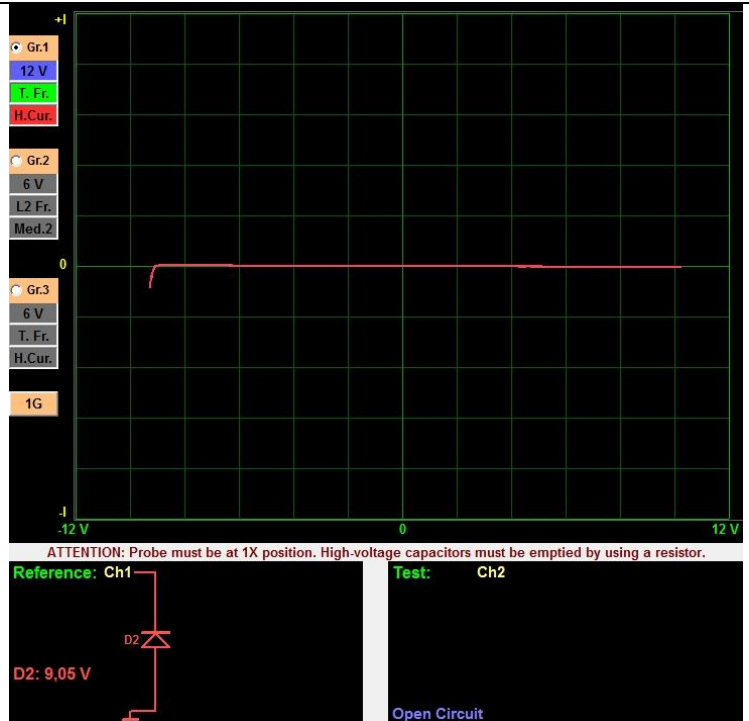 +I
Gr.1
12 V
T. Fr.
H.Cur.
Gr.2
6 V
L2 Fr.
Med.2
0
Gr.3
6 V
T. Fr.
H.Cur.
1G
-I
-12 V 0 12 V
ATTENTION: Probe must be at 1X position. High-voltage capacitors must be emptied by using a resistor.
Reference: Ch1
D2
D2: 9,05 V
Test: Ch2
Open Circuit